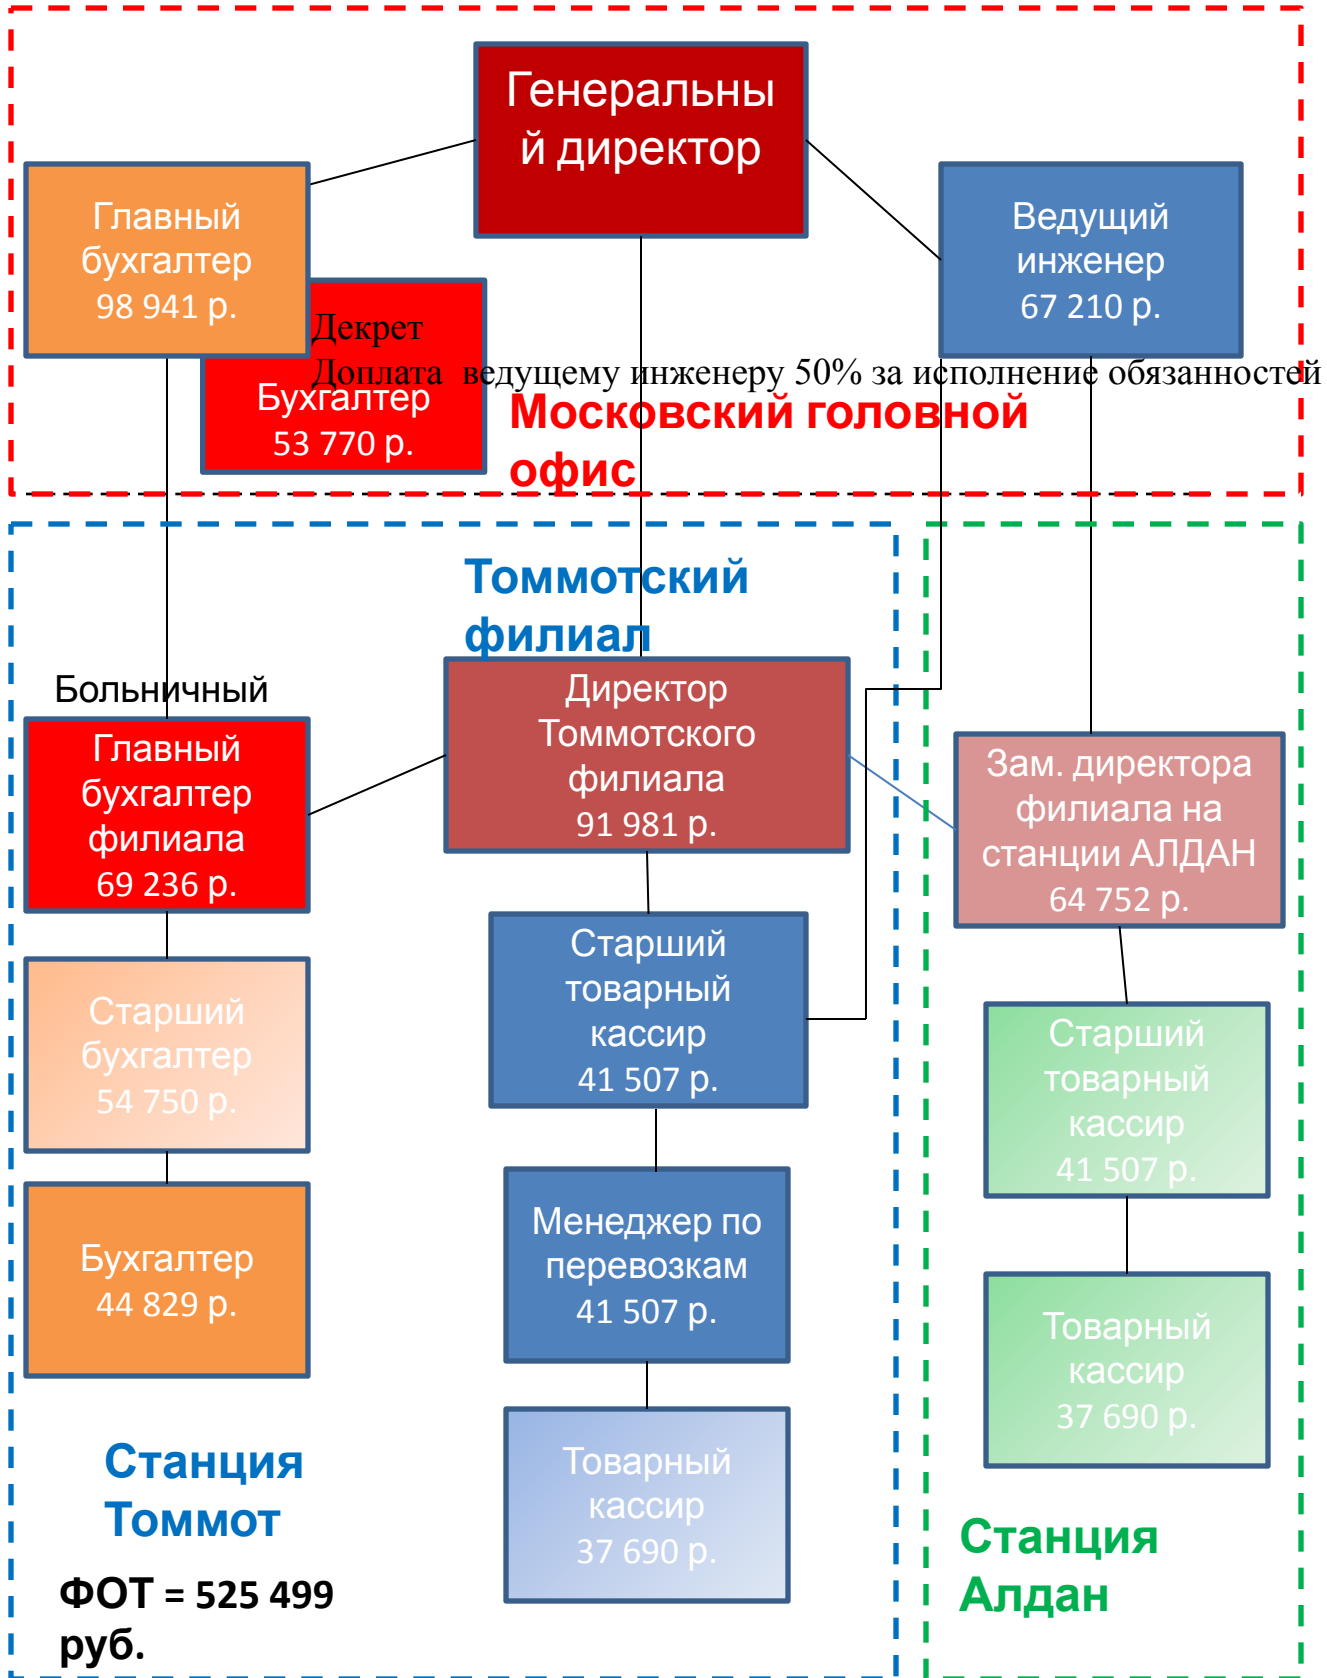 Генеральны
й директор
Главный
бухгалтер
98 941 р.
Ведущий
инженер
67 210 р.
Декрет
Доплата  ведущему инженеру 50% за исполнение обязанностей
Бухгалтер
53 770 р.
Московский головной
офис
Томмотский
филиал
Больничный
Главный
бухгалтер
филиала
69 236 р.
Директор
Томмотского
филиала
91 981 р.
Зам. директора
филиала на
станции АЛДАН
64 752 р.
Старший
бухгалтер
54 750 р.
Старший
товарный
кассир
41 507 р.
Старший
товарный
кассир
41 507 р.
Бухгалтер
44 829 р.
Менеджер по
перевозкам
41 507 р.
Товарный
кассир
37 690 р.
Товарный
кассир
37 690 р.
Станция
Томмот
ФОТ = 525 499
руб.
Станция
Алдан